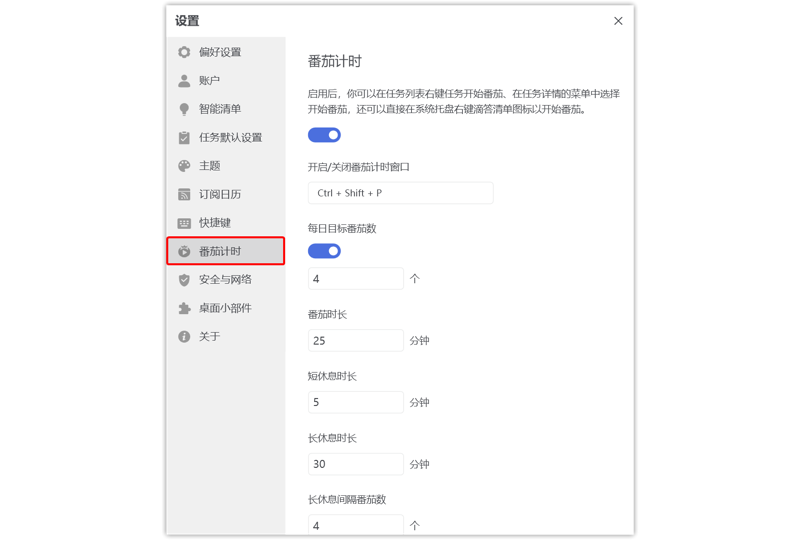 设置
偏好设置
账户
智能清单
任务默认设置
主题
订阅日历
快捷键
番茄计时
安全与网络
桌面小部件
关于
番茄计时
启用后，你可以在任务列表右键任务开始番茄、在任务详情的菜单中选择
开始番茄，还可以直接在系统托盘右键滴答清单图标以开始番茄。
开启/关闭番茄计时窗口
Ctrl + Shift + P
每日目标番茄数
4 个
番茄时长
25 分钟
短休息时长
5 分钟
长休息时长
30 分钟
长休息间隔番茄数
4 个